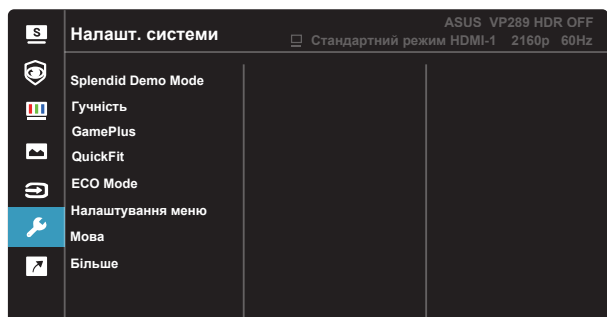 S
Налашт. системи
ASUS VP289 HDR OFF
Стандартний режим HDMI-1 2160p 60Hz
Splendid Demo Mode
Гучність
GamePlus
QuickFit
ECO Mode
Налаштування меню
Мова
Більше